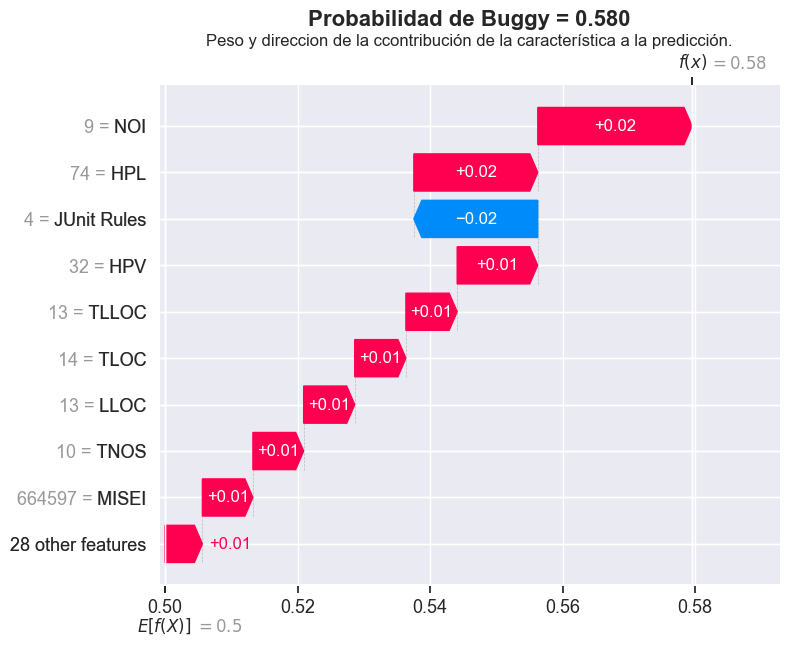 Probabilidad de Buggy = 0.580
Peso y direccion de la ccontribución de la característica a la predicción.
f(x) = 0.58
9 = NOI +0.02
74 = HPL +0.02
4 = JUnit Rules −0.02
32 = HPV +0.01
13 = TLLOC +0.01
14 = TLOC +0.01
13 = LLOC +0.01
10 = TNOS +0.01
664597 = MISEI +0.01
28 other features +0.01
0.50 0.52 0.54 0.56 0.58
E[f(X)] = 0.5